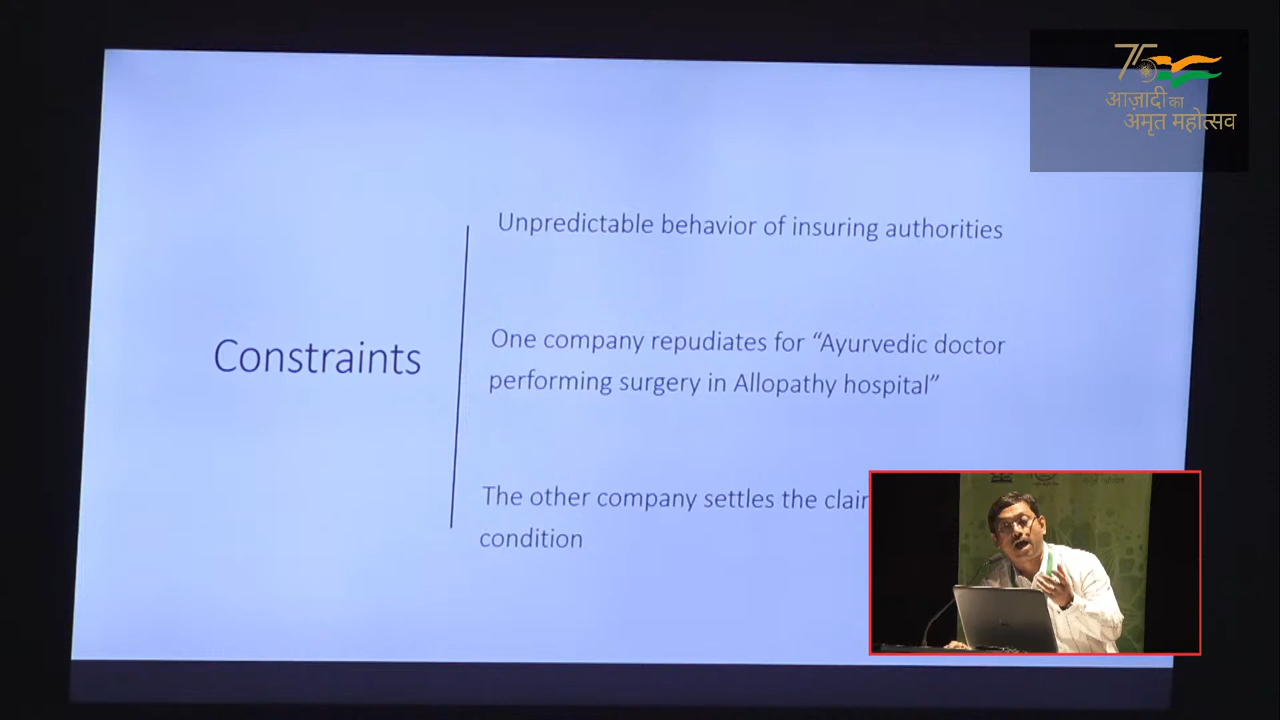 75
आज़ादी का
अमृत महोत्सव
Unpredictable behavior of insuring authorities
Constraints
One company repudiates for “Ayurvedic doctor
performing surgery in Allopathy hospital”
The other company settles the
condition